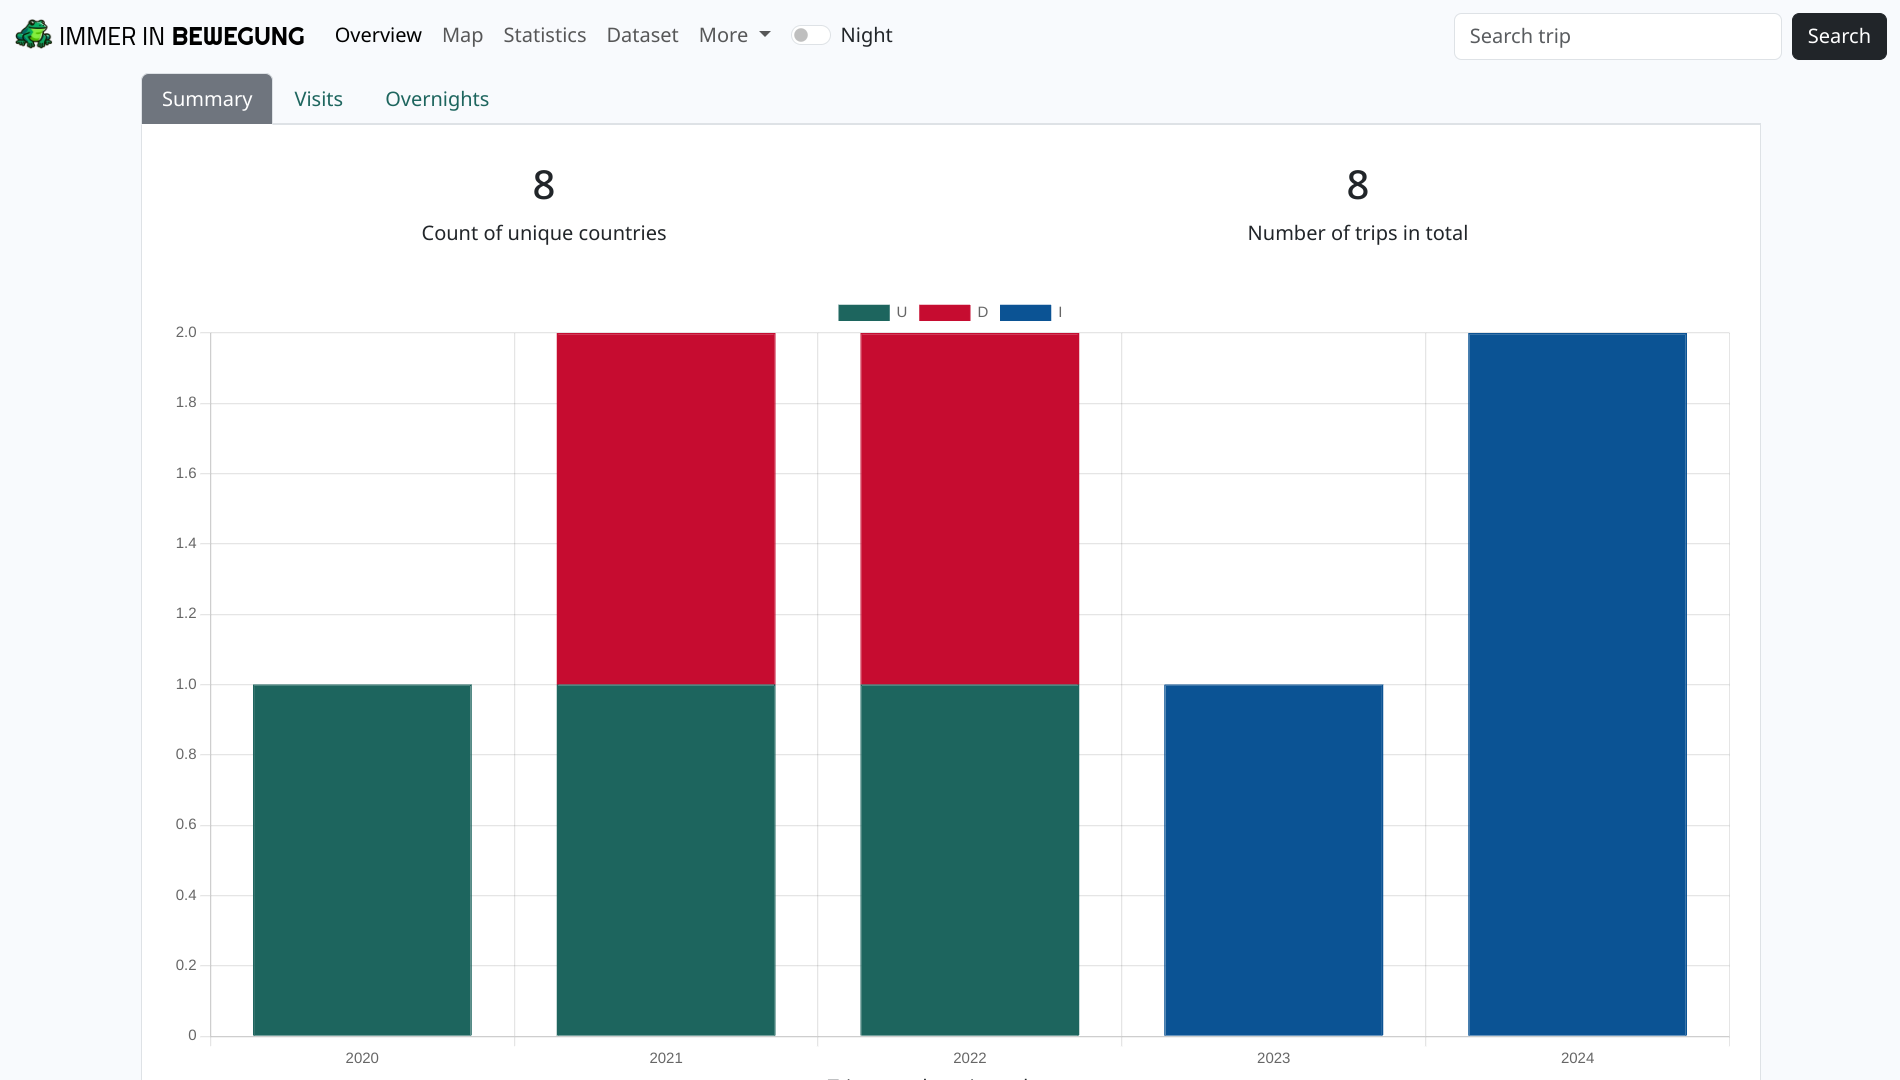 IMMER IN BEWEGUNG Overview Map Statistics Dataset More Night Search trip Search
Summary Visits Overnights
8 8
Count of unique countries Number of trips in total
U D I
2.0
1.8
1.6
1.4
1.2
1.0
0.8
0.6
0.4
0.2
0
2020 2021 2022 2023 2024